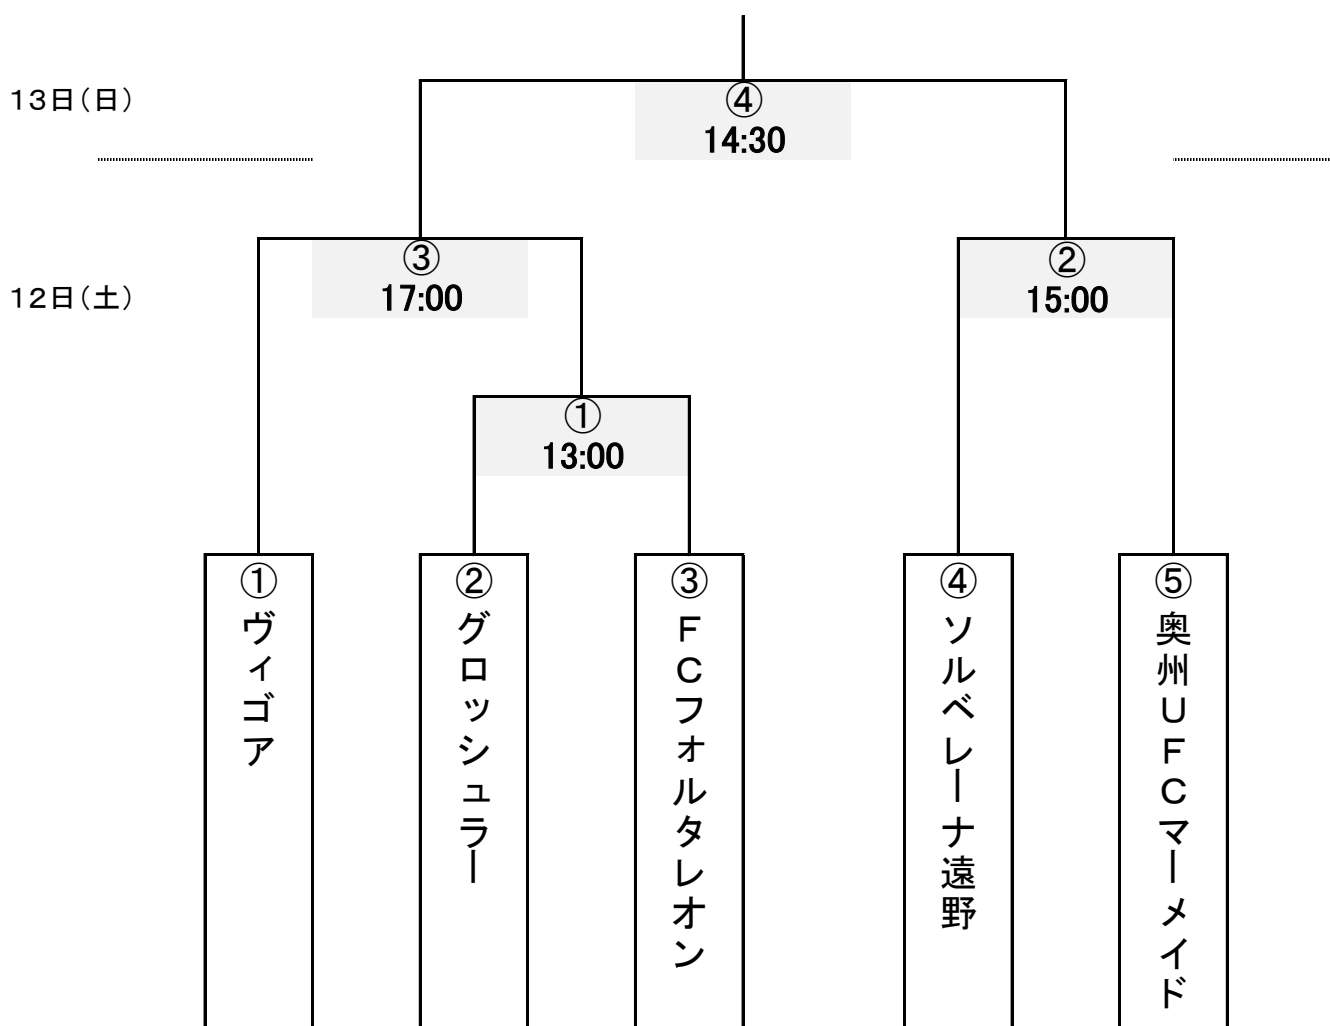 ④
13日(日)
14:30
③
②
12日(土)
17:00
15:00
①
13:00
①ヴィゴア
②グロッシュラー
③FCフォルタレオン
④ソルベレーナ遠野
⑤奥州UFCマーメイド